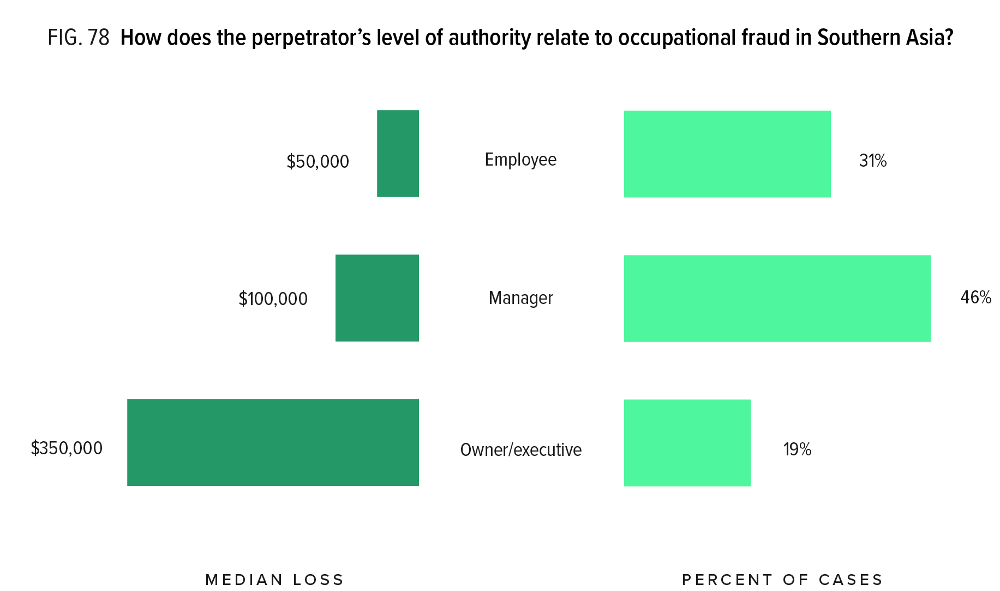 FIG. 78 How does the perpetrator’s level of authority relate to occupational fraud in Southern Asia?
$50,000 Employee 31%
$100,000 Manager 46%
$350,000 Owner/executive 19%
MEDIAN LOSS PERCENT OF CASES